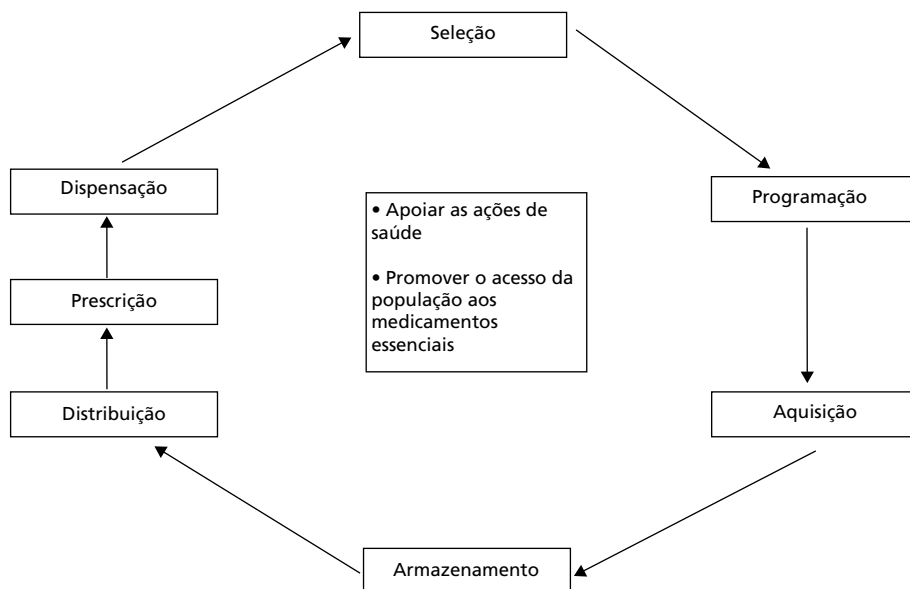 Seleção
Dispensação
Programação
• Apoiar as ações de
saúde
• Promover o acesso da
população aos
medicamentos
essenciais
Prescrição
Distribuição
Aquisição
Armazenamento